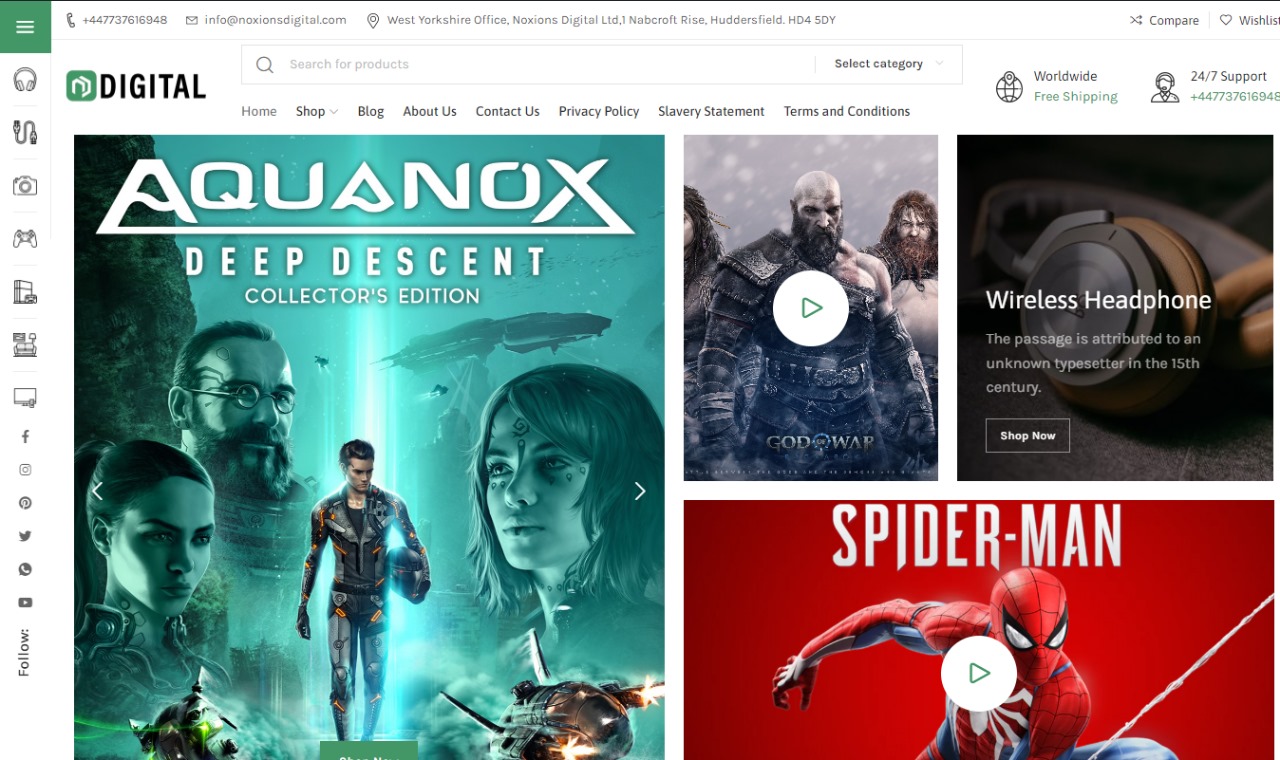 +447737616948 info@noxionsdigital.com West Yorkshire Office, Noxions Digital Ltd,1 Nabcroft Rise, Huddersfield. HD4 5DY Compare Wishlist
Search for products Select category
DIGITAL
Worldwide
Free Shipping
24/7 Support
+447737616948
Home Shop Blog About Us Contact Us Privacy Policy Slavery Statement Terms and Conditions
AQUANOX
DEEP DESCENT
COLLECTOR'S EDITION
Shop Now
GOD OF WAR
Wireless Headphone
The passage is attributed to an
unknown typesetter in the 15th
century.
Shop Now
SPIDER-MAN
Follow: